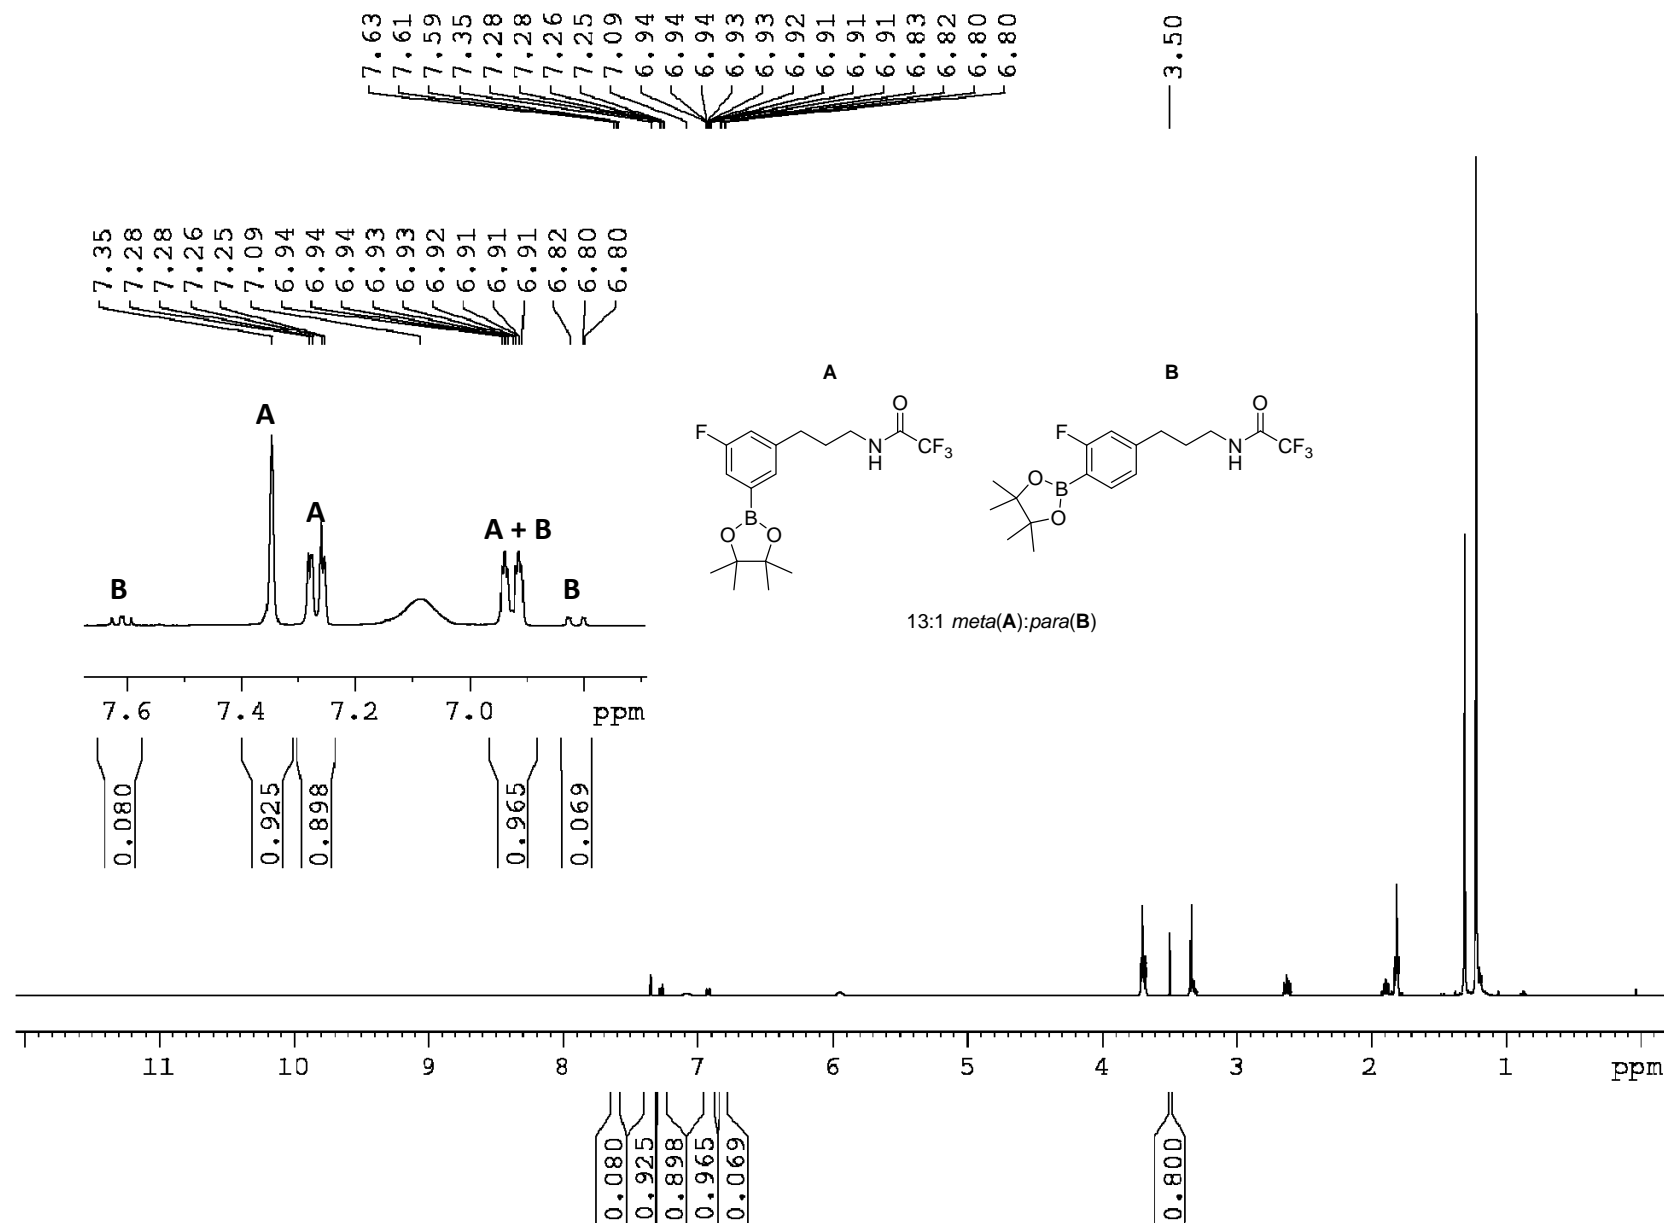 7.63 7.61 7.59 7.35 7.28 7.28 7.26 7.25 7.09 6.94 6.94 6.94 6.93 6.93 6.92 6.91 6.91 6.91 6.83 6.82 6.80 6.80 3.50
7.35 7.28 7.28 7.26 7.25 7.09 6.94 6.94 6.94 6.93 6.93 6.92 6.91 6.91 6.91 6.82 6.80 6.80
A B
A
A
A + B
B
B
F
N
H
O
CF3
B
O
O
F
N
H
O
CF3
O
B
O
13:1 meta(A):para(B)
7.6 7.4 7.2 7.0 ppm
0.080 0.925 0.898 0.965 0.069
11 10 9 8 7 6 5 4 3 2 1 ppm
0.080 0.925 0.898 0.965 0.069 0.800